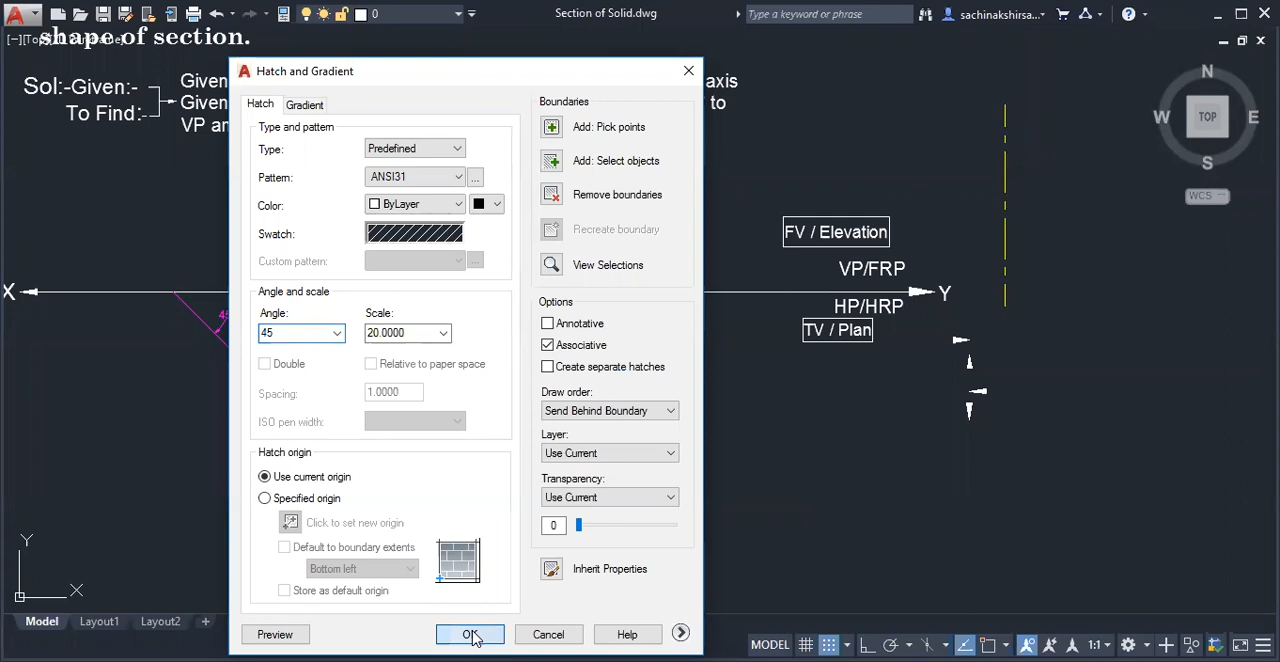 Section of Solid.dwg
Type a keyword or phrase
sachinakshirsa...
0
[−][Top]
shape of section.
Sol:-Given:-
To Find:-
Given
Given
VP an
axis
to
Hatch and Gradient
Hatch
Gradient
Type and pattern
Type:
Predefined
Pattern:
ANSI31
...
Color:
ByLayer
Swatch:
Custom pattern:
...
Angle and scale
Angle:
Scale:
45
20.0000
Double
Relative to paper space
Spacing:
1.0000
ISO pen width:
Hatch origin
Use current origin
Specified origin
Click to set new origin
Default to boundary extents
Bottom left
Store as default origin
Preview
OK
Cancel
Help
Boundaries
Add: Pick points
Add: Select objects
Remove boundaries
Recreate boundary
View Selections
Options
Annotative
Associative
Create separate hatches
Draw order:
Send Behind Boundary
Layer:
Use Current
Transparency:
Use Current
0
Inherit Properties
N
W
TOP
E
S
WCS
FV / Elevation
VP/FRP
X
Y
HP/HRP
TV / Plan
45
Y
X
Model
Layout1
Layout2
+
MODEL
1:1